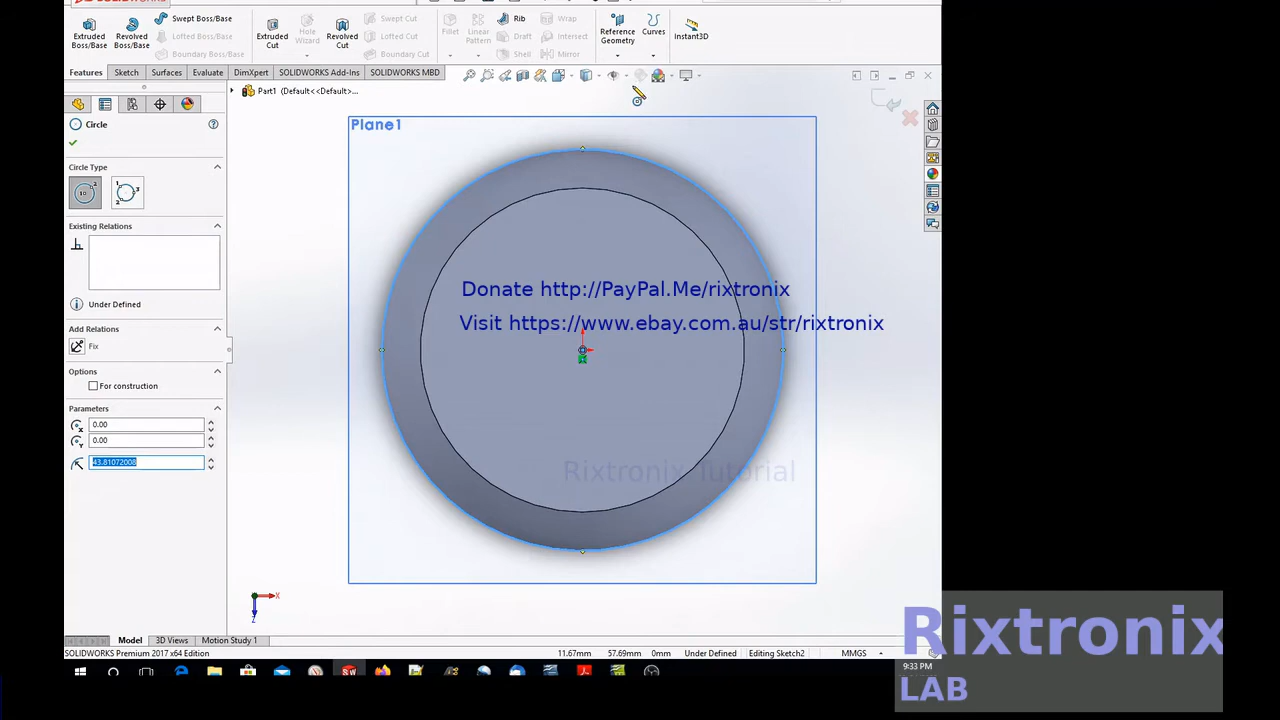 SOLIDWORKS
Extruded Boss/Base
Revolved Boss/Base
Swept Boss/Base
Lofted Boss/Base
Boundary Boss/Base
Extruded Cut
Hole Wizard
Revolved Cut
Swept Cut
Lofted Cut
Boundary Cut
Fillet
Linear Pattern
Rib
Draft
Shell
Wrap
Intersect
Mirror
Reference Geometry
Curves
Instant3D
Features Sketch Surfaces Evaluate DimXpert SOLIDWORKS Add-Ins SOLIDWORKS MBD
Part1 (Default<<Default>...
Circle
Circle Type
Existing Relations
Under Defined
Add Relations
Fix
Options
For construction
Parameters
0.00
0.00
43.81072008
Plane1
Donate http://PayPal.Me/rixtronix
Visit https://www.ebay.com.au/str/rixtronix
Rixtronix Tutorial
X
Z
Model 3D Views Motion Study 1
SOLIDWORKS Premium 2017 x64 Edition 11.67mm 57.69mm 0mm Under Defined Editing Sketch2 MMGS
9:33 PM
Rixtronix
LAB